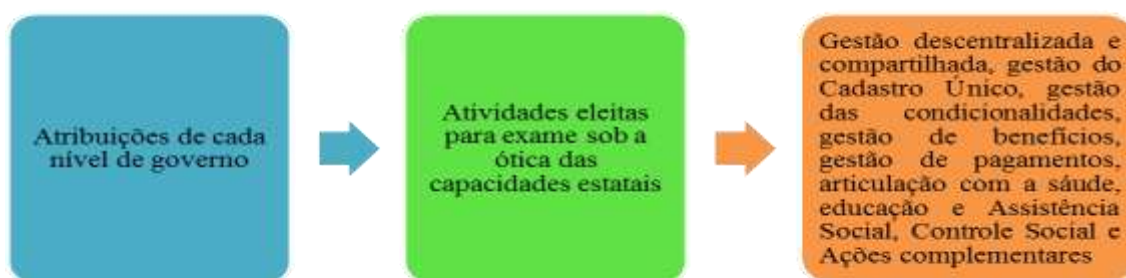 Atribuições de cada
nível de governo
Atividades eleitas
para exame sob a
ótica das
capacidades estatais
Gestão descentralizada e
compartilhada, gestão do
Cadastro Único, gestão
das condicionalidades,
gestão de benefícios,
gestão de pagamentos,
articulação com a sáude,
educação e Assistência
Social, Controle Social e
Ações complementares